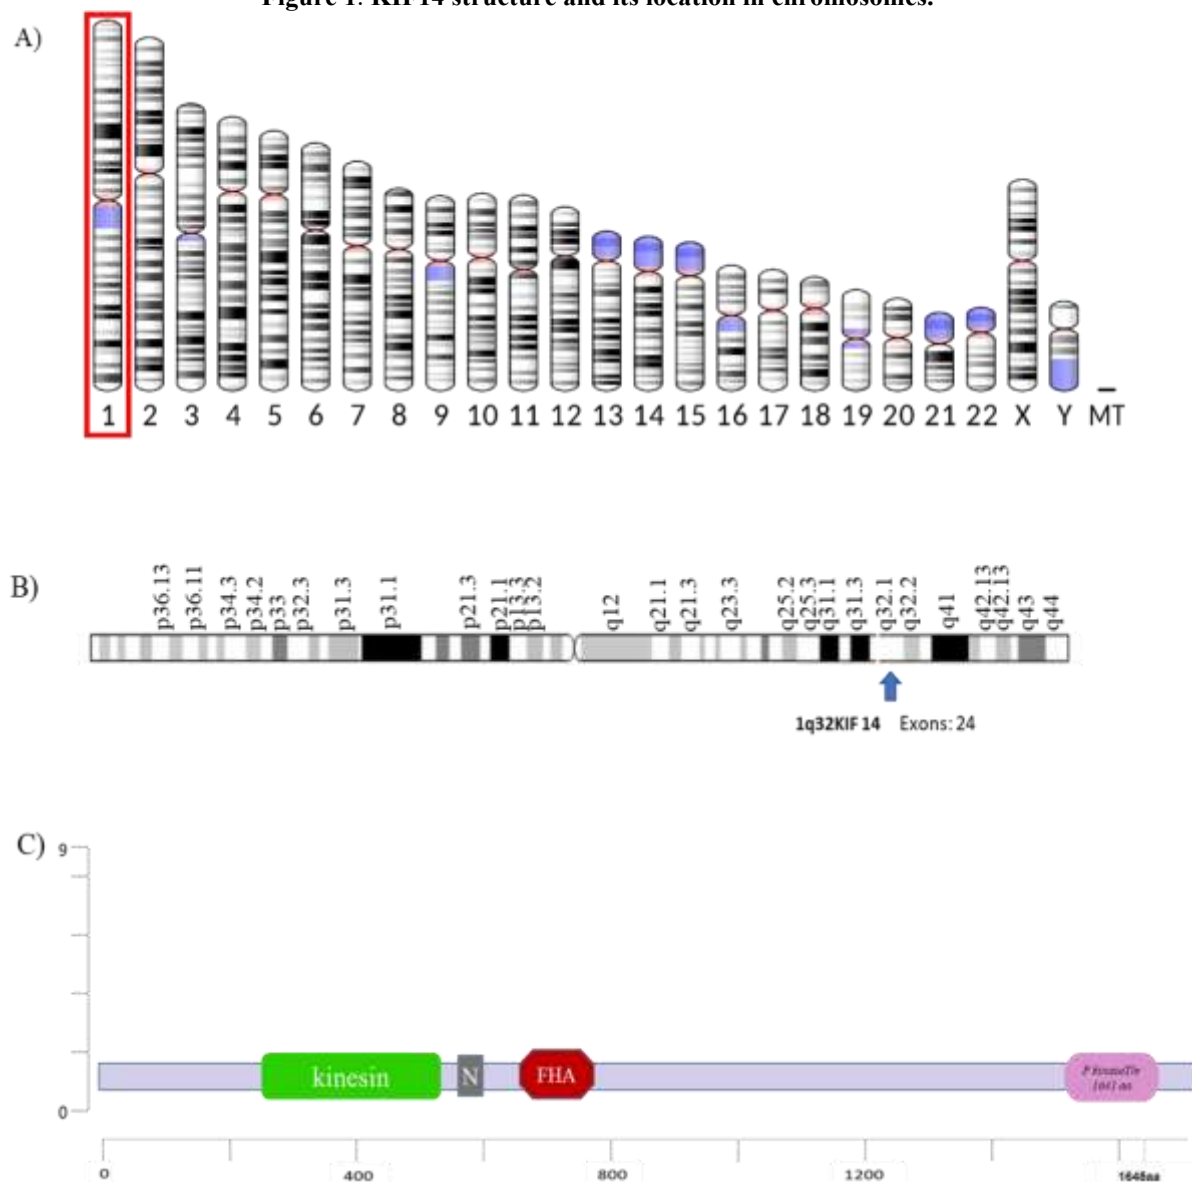 Figure 1. KIF14 structure and its location in chromosomes.
A)
1 2 3 4 5 6 7 8 9 10 11 12 13 14 15 16 17 18 19 20 21 22 X Y MT
B)
p36.13 p36.11 p34.3 p34.2 p33 p32.3 p31.3 p31.1 p21.3 p21.1 p13.3 p13.2 q12 q21.1 q21.3 q23.3 q25.2 q25.3 q31.1 q31.3 q32.1 q32.2 q41 q42.13 q42.13 q43 q44
1q32KIF 14 Exons: 24
C)
9
kinesin N FHA
1641 aa
0
0 400 800 1200 1648aa